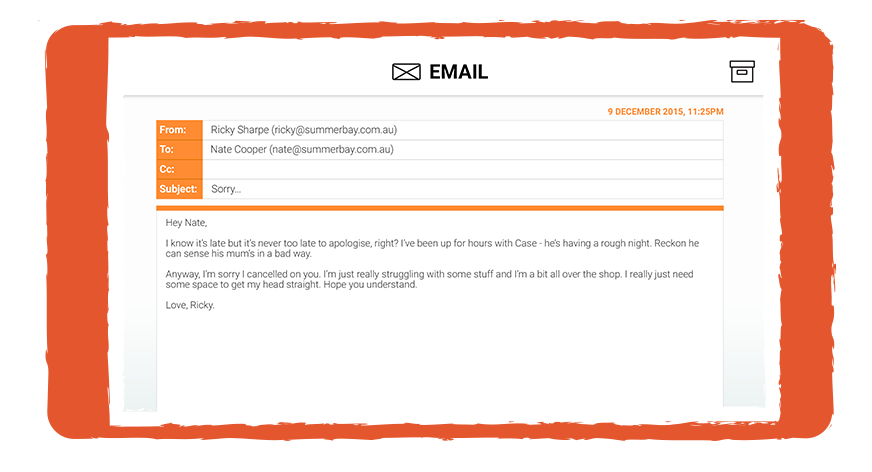 EMAIL
9 DECEMBER 2015, 11:25PM
From: Ricky Sharpe (ricky@summerbay.com.au)
To: Nate Cooper (nate@summerbay.com.au)
Cc:
Subject: Sorry...
Hey Nate,
I know it's late but it's never too late to apologise, right? I've been up for hours with Case - he's having a rough night. Reckon he
can sense his mum's in a bad way.
Anyway, I'm sorry I cancelled on you. I'm just really struggling with some stuff and I'm a bit all over the shop. I really just need
some space to get my head straight. Hope you understand.
Love, Ricky.